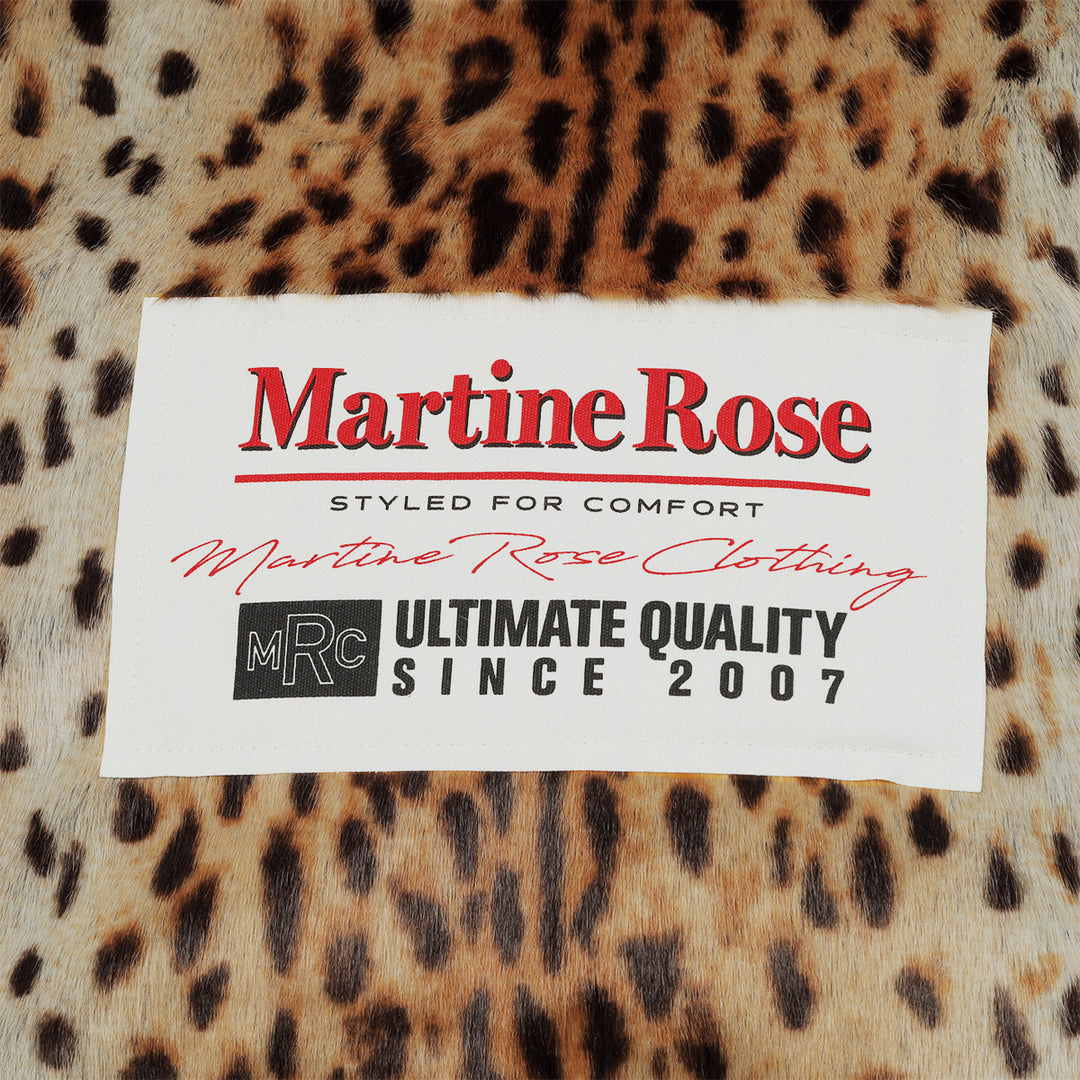 Martine Rose
STYLED FOR COMFORT
Martine Rose Clothing
MRC ULTIMATE QUALITY
SINCE 2007